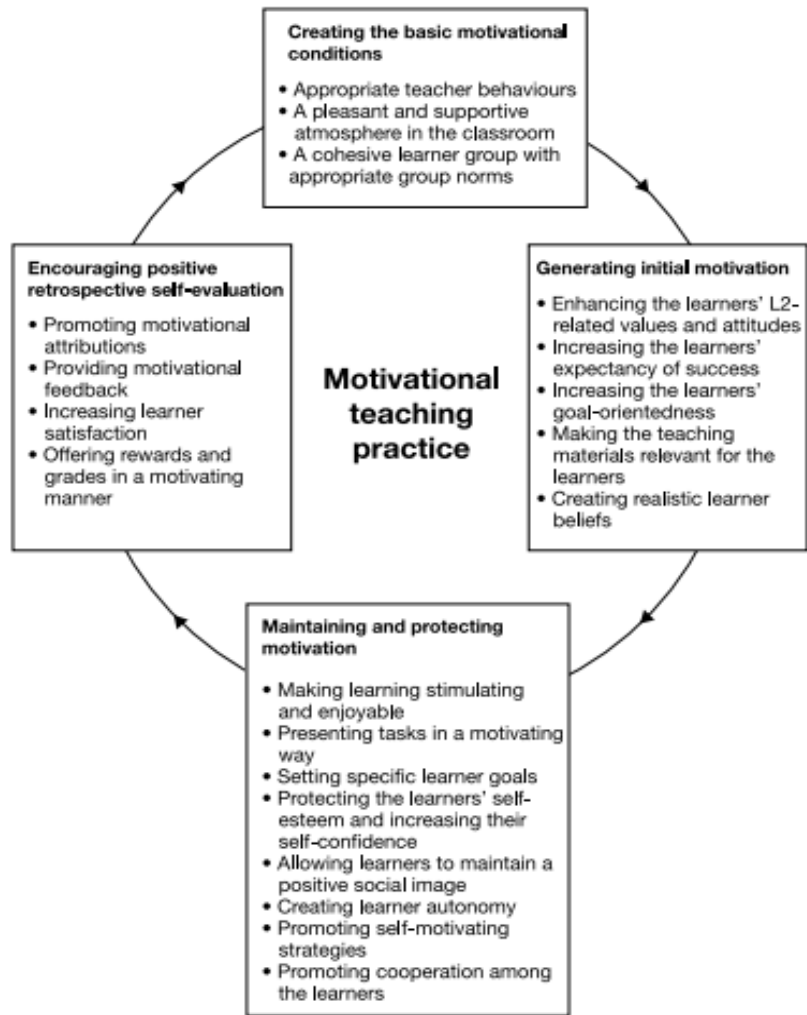 Creating the basic motivational
conditions
• Appropriate teacher behaviours
• A pleasant and supportive
atmosphere in the classroom
• A cohesive learner group with
appropriate group norms
Encouraging positive
retrospective self-evaluation
• Promoting motivational
attributions
• Providing motivational
feedback
• Increasing learner
satisfaction
• Offering rewards and
grades in a motivating
manner
Motivational
teaching
practice
Generating initial motivation
• Enhancing the learners' L2-
related values and attitudes
• Increasing the learners'
expectancy of success
• Increasing the learners'
goal-orientedness
• Making the teaching
materials relevant for the
learners
• Creating realistic learner
beliefs
Maintaining and protecting
motivation
• Making learning stimulating
and enjoyable
• Presenting tasks in a motivating
way
• Setting specific learner goals
• Protecting the learners' self-
esteem and increasing their
self-confidence
• Allowing learners to maintain a
positive social image
• Creating learner autonomy
• Promoting self-motivating
strategies
• Promoting cooperation among
the learners